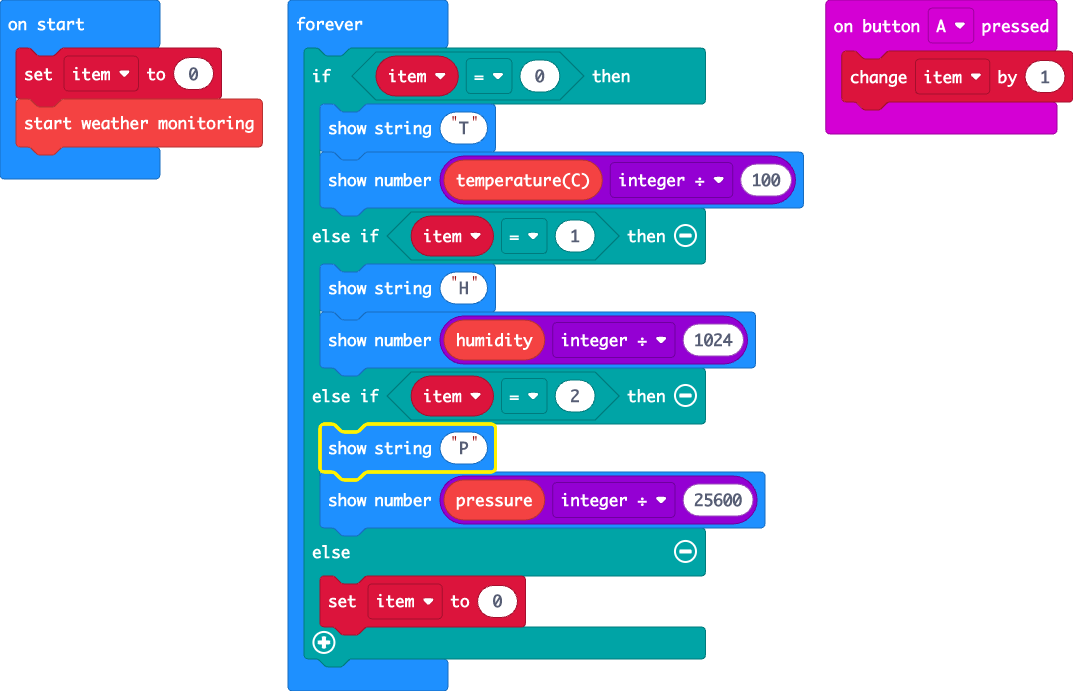 on start
set item to 0
start weather monitoring
forever
if item = 0 then
show string "T"
show number temperature(C) integer ÷ 100
else if item = 1 then
show string "H"
show number humidity integer ÷ 1024
else if item = 2 then
show string "P"
show number pressure integer ÷ 25600
else
set item to 0
on button A pressed
change item by 1